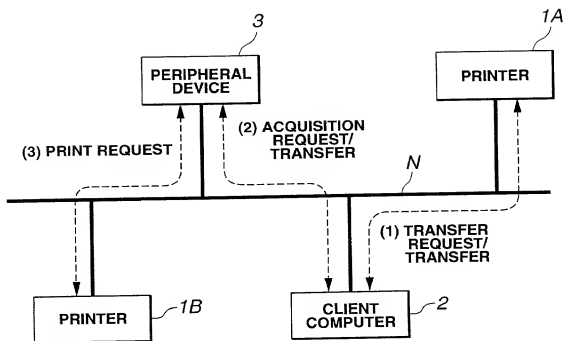 3
1A
PERIPHERAL
DEVICE
PRINTER
(2) ACQUISITION
REQUEST/
TRANSFER
(3) PRINT REQUEST
N
(1) TRANSFER
REQUEST/
TRANSFER
PRINTER
1B
CLIENT
COMPUTER
2